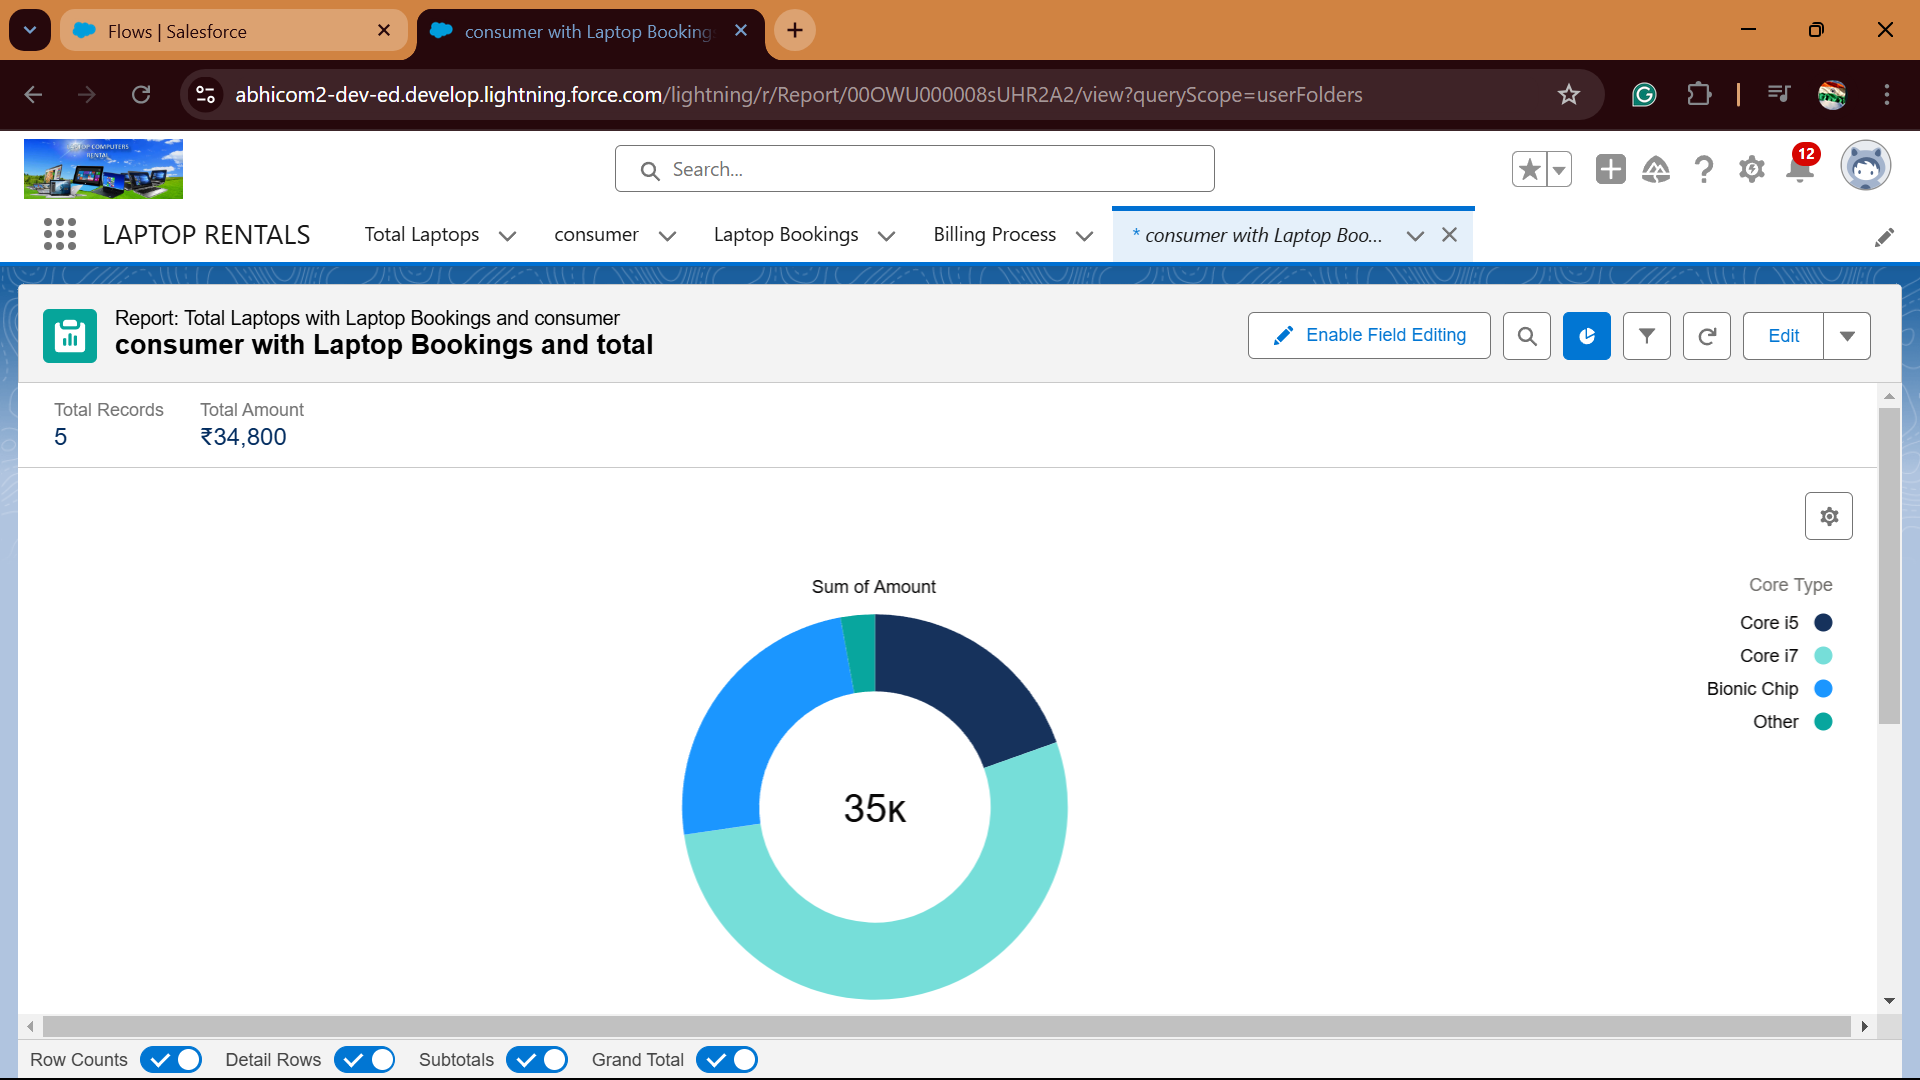 Flows | Salesforce
consumer with Laptop Booking
abhicom2-dev-ed.develop.lightning.force.com/lightning/r/Report/00OWU000008sUHR2A2/view?queryScope=userFolders
COMPUTERS
RENTAL
Search...
12
LAPTOP RENTALS
Total Laptops
consumer
Laptop Bookings
Billing Process
* consumer with Laptop Boo...
Report: Total Laptops with Laptop Bookings and consumer
consumer with Laptop Bookings and total
Enable Field Editing
Edit
Total Records
5
Total Amount
₹34,800
Sum of Amount
35K
Core Type
Core i5
Core i7
Bionic Chip
Other
Row Counts
Detail Rows
Subtotals
Grand Total